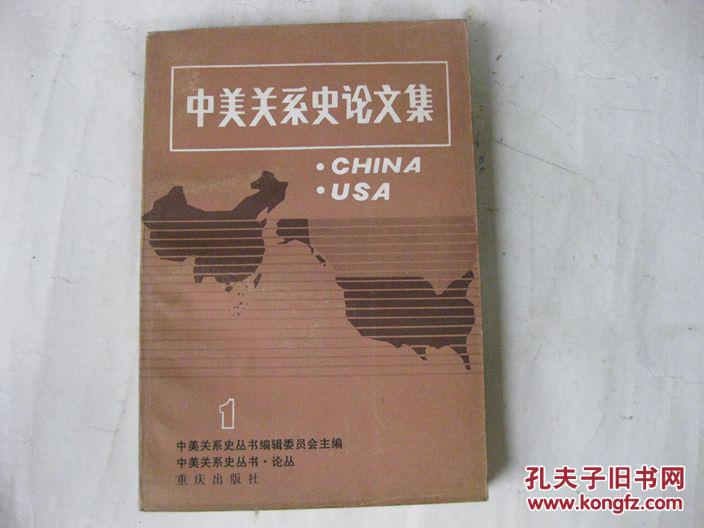 中美关系史论文集
·CHINA
·USA
1
中美关系史丛书编辑委员会主编
中美关系史丛书·论丛
重庆出版社
孔夫子旧书网
www.kongfz.com